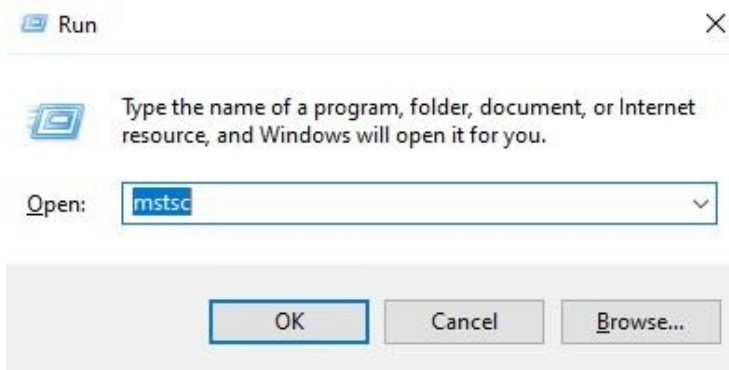 Run
Type the name of a program, folder, document, or Internet
resource, and Windows will open it for you.
Open: mstsc
OK Cancel Browse...